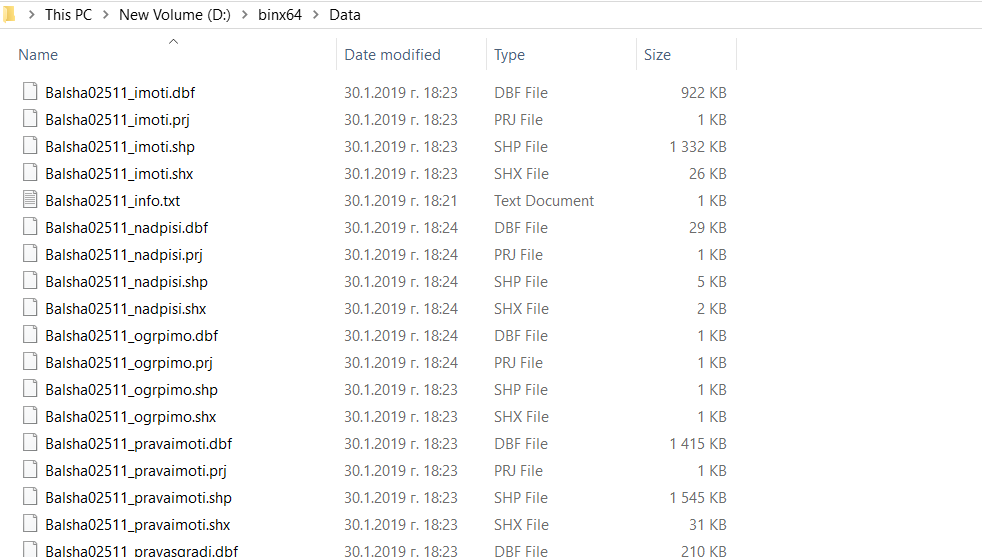 This PC > New Volume (D:) > binx64 > Data
Name Date modified Type Size
Balsha02511_imoti.dbf 30.1.2019 г. 18:23 DBF File 922 KB
Balsha02511_imoti.prj 30.1.2019 г. 18:23 PRJ File 1 KB
Balsha02511_imoti.shp 30.1.2019 г. 18:23 SHP File 1 332 KB
Balsha02511_imoti.shx 30.1.2019 г. 18:23 SHX File 26 KB
Balsha02511_info.txt 30.1.2019 г. 18:21 Text Document 1 KB
Balsha02511_nadpisi.dbf 30.1.2019 г. 18:24 DBF File 29 KB
Balsha02511_nadpisi.prj 30.1.2019 г. 18:24 PRJ File 1 KB
Balsha02511_nadpisi.shp 30.1.2019 г. 18:24 SHP File 5 KB
Balsha02511_nadpisi.shx 30.1.2019 г. 18:24 SHX File 2 KB
Balsha02511_ogrpimo.dbf 30.1.2019 г. 18:24 DBF File 1 KB
Balsha02511_ogrpimo.prj 30.1.2019 г. 18:24 PRJ File 1 KB
Balsha02511_ogrpimo.shp 30.1.2019 г. 18:23 SHP File 1 KB
Balsha02511_ogrpimo.shx 30.1.2019 г. 18:23 SHX File 1 KB
Balsha02511_pravaimoti.dbf 30.1.2019 г. 18:23 DBF File 1 415 KB
Balsha02511_pravaimoti.prj 30.1.2019 г. 18:23 PRJ File 1 KB
Balsha02511_pravaimoti.shp 30.1.2019 г. 18:23 SHP File 1 545 KB
Balsha02511_pravaimoti.shx 30.1.2019 г. 18:23 SHX File 31 KB
Balsha02511_pravasgradi.dbf 30.1.2019 г. 18:23 DBF File 210 KB